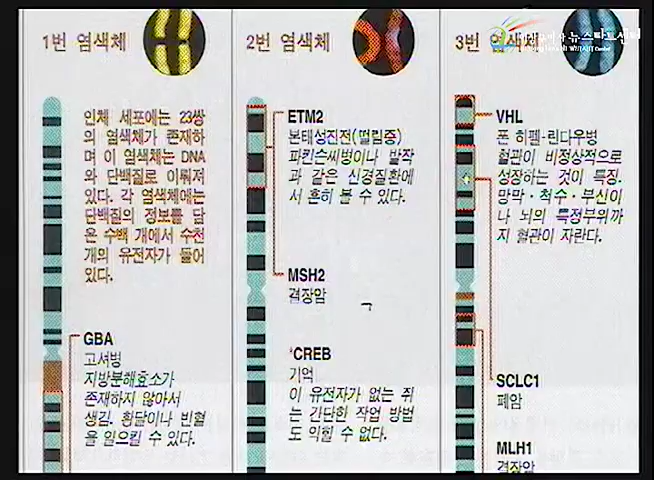 1번 염색체
인체 세포에는 23쌍
의 염색체가 존재하
며 이 염색체는 DNA
와 단백질로 이뤄져
있다. 각 염색체에는
단백질의 정보를 담
은 수백 개에서 수천
개의 유전자가 들어
있다.
GBA
고셔병
지방분해효소가
존재하지 않아서
생김. 황달이나 빈혈
을 일으킬 수 있다.
2번 염색체
ETM2
본태성진전(떨림증)
파킨슨씨병이나 발작
과 같은 신경질환에
서 흔히 볼 수 있다.
MSH2
결장암
*CREB
기억
이 유전자가 없는 쥐
는 간단한 작업 방법
도 익힐 수 없다.
3번 염색체
뉴스타트센터
VHL
폰 히펠·린다우병
혈관이 비정상적으로
성장하는 것이 특징.
망막·척수·부신이
나 뇌의 특정부위까
지 혈관이 자란다.
SCLC1
폐암
MLH1
결장암